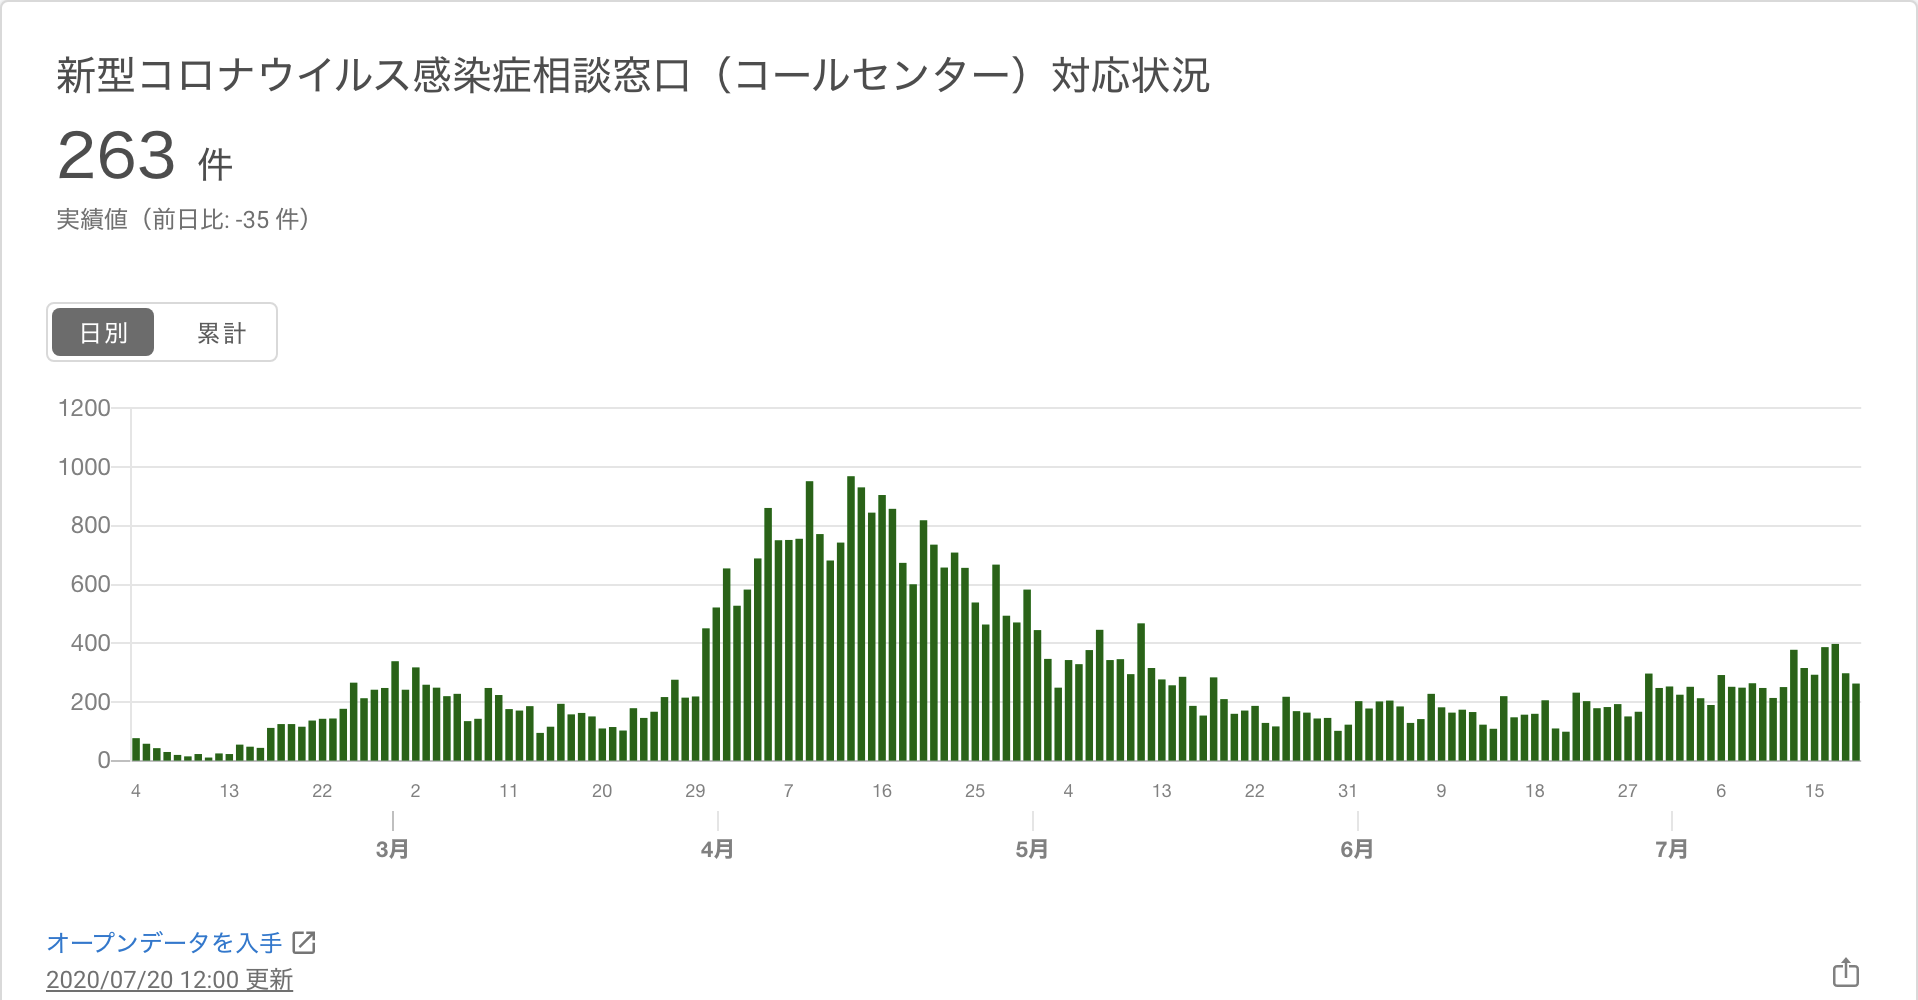 新型コロナウイルス感染症相談窓口（コールセンター）対応状況
263 件
実績値（前日比: -35 件）
日別 累計
1200
1000
800
600
400
200
0
4 13 22 2 11 20 29 7 16 25 4 13 22 31 9 18 27 6 15
3月 4月 5月 6月 7月
オープンデータを入手
2020/07/20 12:00 更新